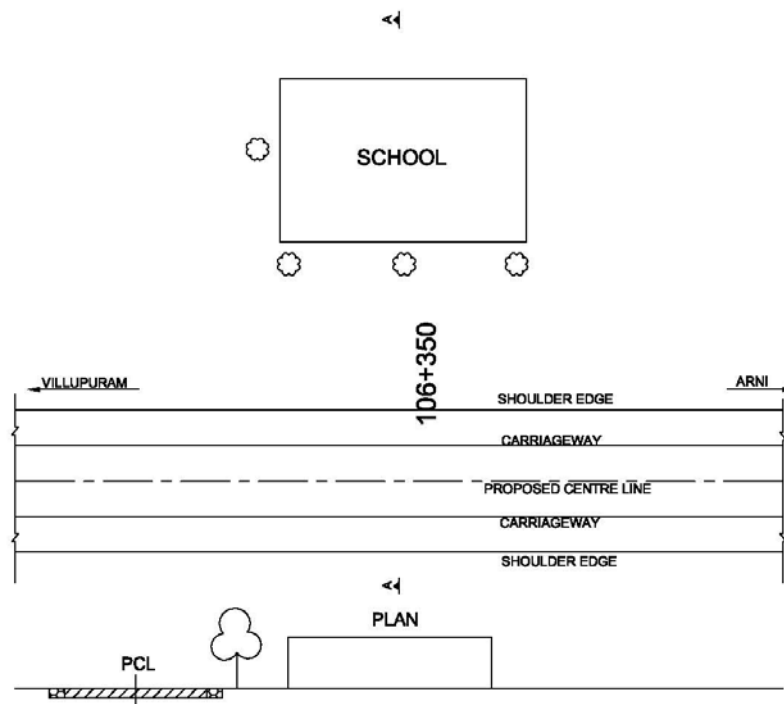 A
SCHOOL
106+350
VILLUPURAM
ARNI
SHOULDER EDGE
CARRIAGEWAY
PROPOSED CENTRE LINE
CARRIAGEWAY
SHOULDER EDGE
A
PLAN
PCL